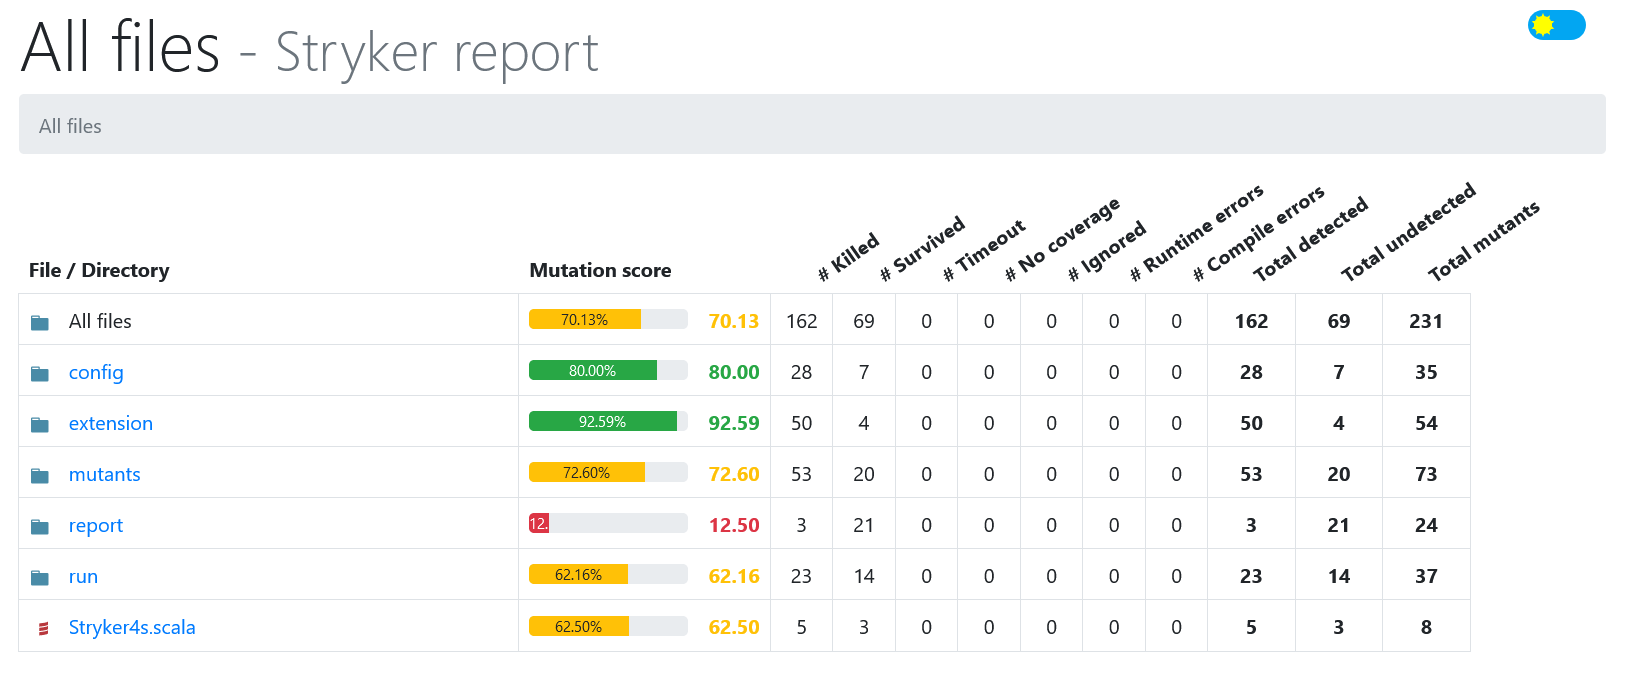 All files - Stryker report
All files
File / Directory Mutation score # Killed # Survived # Timeout # No coverage # Ignored # Runtime errors # Compile errors Total detected Total undetected Total mutants
All files 70.13% 70.13 162 69 0 0 0 0 0 162 69 231
config 80.00% 80.00 28 7 0 0 0 0 0 28 7 35
extension 92.59% 92.59 50 4 0 0 0 0 0 50 4 54
mutants 72.60% 72.60 53 20 0 0 0 0 0 53 20 73
report 12. 12.50 3 21 0 0 0 0 0 3 21 24
run 62.16% 62.16 23 14 0 0 0 0 0 23 14 37
Stryker4s.scala 62.50% 62.50 5 3 0 0 0 0 0 5 3 8